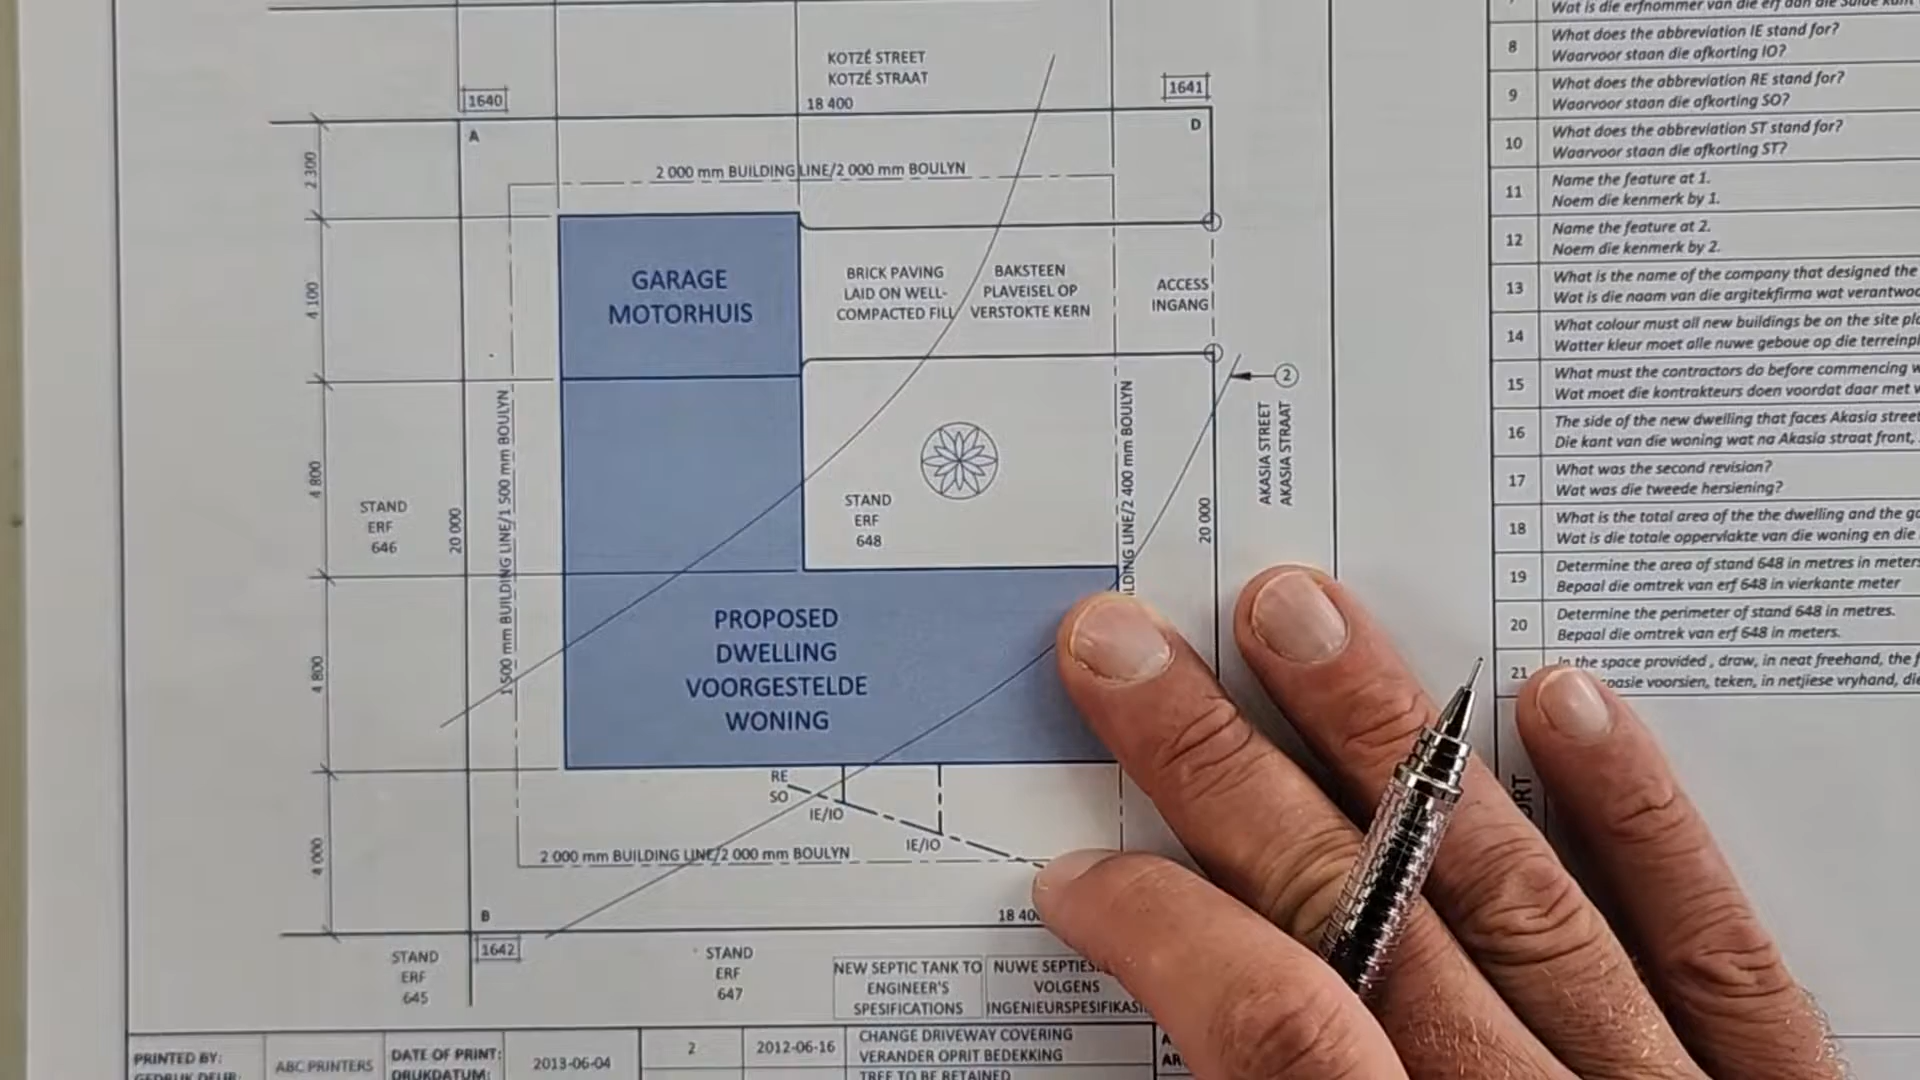 KOTZÉ STREET
KOTZÉ STRAAT
18 400
1640
1641
A
D
2 300
2 000 mm BUILDING LINE/2 000 mm BOULYN
4 100
GARAGE
MOTORHUIS
BRICK PAVING
LAID ON WELL-
COMPACTED FILL
BAKSTEEN
PLAVEISEL OP
VERSTOKTE KERN
ACCESS
INGANG
2
AKASIA STREET
AKASIA STRAAT
1 500 mm BUILDING LINE/1 500 mm BOULYN
LDING LINE/2 400 mm BOULYN
4 800
STAND
ERF
646
20 000
STAND
ERF
648
20 000
4 800
PROPOSED
DWELLING
VOORGESTELDE
WONING
RE
SO
IE/IO
IE/IO
4 000
2 000 mm BUILDING LINE/2 000 mm BOULYN
B
18 40
1642
STAND
ERF
645
STAND
ERF
647
NEW SEPTIC TANK TO
ENGINEER'S
SPESIFICATIONS
NUWE SEPTIES
VOLGENS
INGENIEURSPESIFIKASI
PRINTED BY:
GEDRUK DEUR:
ABC PRINTERS
DATE OF PRINT:
DRUKDATUM:
2013-06-04
2
2012-06-16
CHANGE DRIVEWAY COVERING
VERANDER OPRIT BEDEKKING
TREE TO BE RETAINED
Wat is die erfnommer van die erf aan die Suide kant
8
What does the abbreviation IE stand for?
Waarvoor staan die afkorting IO?
9
What does the abbreviation RE stand for?
Waarvoor staan die afkorting SO?
10
What does the abbreviation ST stand for?
Waarvoor staan die afkorting ST?
11
Name the feature at 1.
Noem die kenmerk by 1.
12
Name the feature at 2.
Noem die kenmerk by 2.
13
What is the name of the company that designed the
Wat is die naam van die argitekfirma wat verantwoo
14
What colour must all new buildings be on the site pla
Watter kleur moet alle nuwe geboue op die terreinpl
15
What must the contractors do before commencing w
Wat moet die kontrakteurs doen voordat daar met w
16
The side of the new dwelling that faces Akasia street
Die kant van die woning wat na Akasia straat front,
17
What was the second revision?
Wat was die tweede hersiening?
18
What is the total area of the the dwelling and the ga
Wat is die totale oppervlakte van die woning en die
19
Determine the area of stand 648 in metres in meters
Bepaal die omtrek van erf 648 in vierkante meter
20
Determine the perimeter of stand 648 in metres.
Bepaal die omtrek van erf 648 in meters.
21
In the space provided , draw, in neat freehand, the f
pasie voorsien, teken, in netjiese vryhand, die